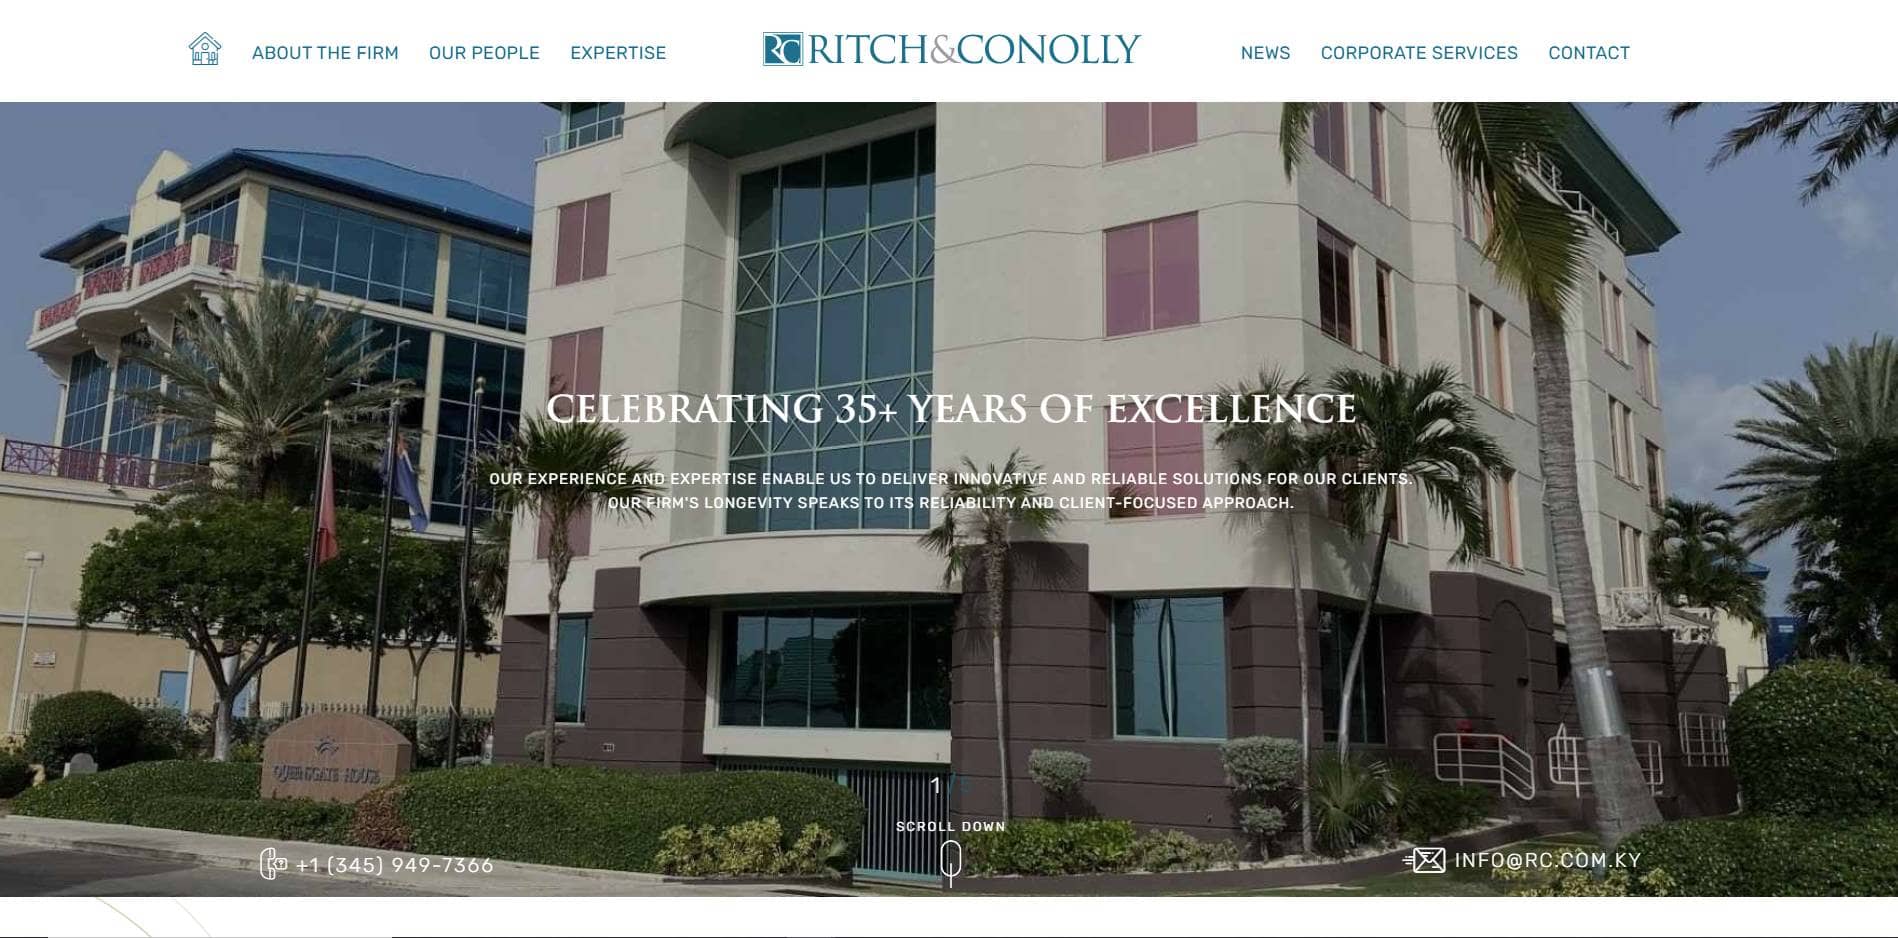 ABOUT THE FIRM
OUR PEOPLE
EXPERTISE
RC RITCH&CONOLLY
NEWS
CORPORATE SERVICES
CONTACT
CELEBRATING 35+ YEARS OF EXCELLENCE
OUR EXPERIENCE AND EXPERTISE ENABLE US TO DELIVER INNOVATIVE AND RELIABLE SOLUTIONS FOR OUR CLIENTS.
OUR FIRM'S LONGEVITY SPEAKS TO ITS RELIABILITY AND CLIENT-FOCUSED APPROACH.
QUEENSGATE HOUSE
1 / 5
SCROLL DOWN
+1 (345) 949-7366
INFO@RC.COM.KY